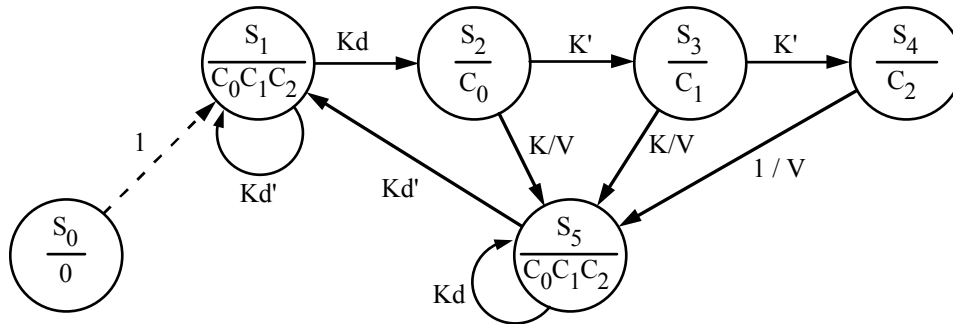 S1
C0C1C2
Kd
S2
C0
K'
S3
C1
K'
S4
C2
1
Kd'
Kd'
K/V
K/V
1 / V
S0
0
S5
C0C1C2
Kd